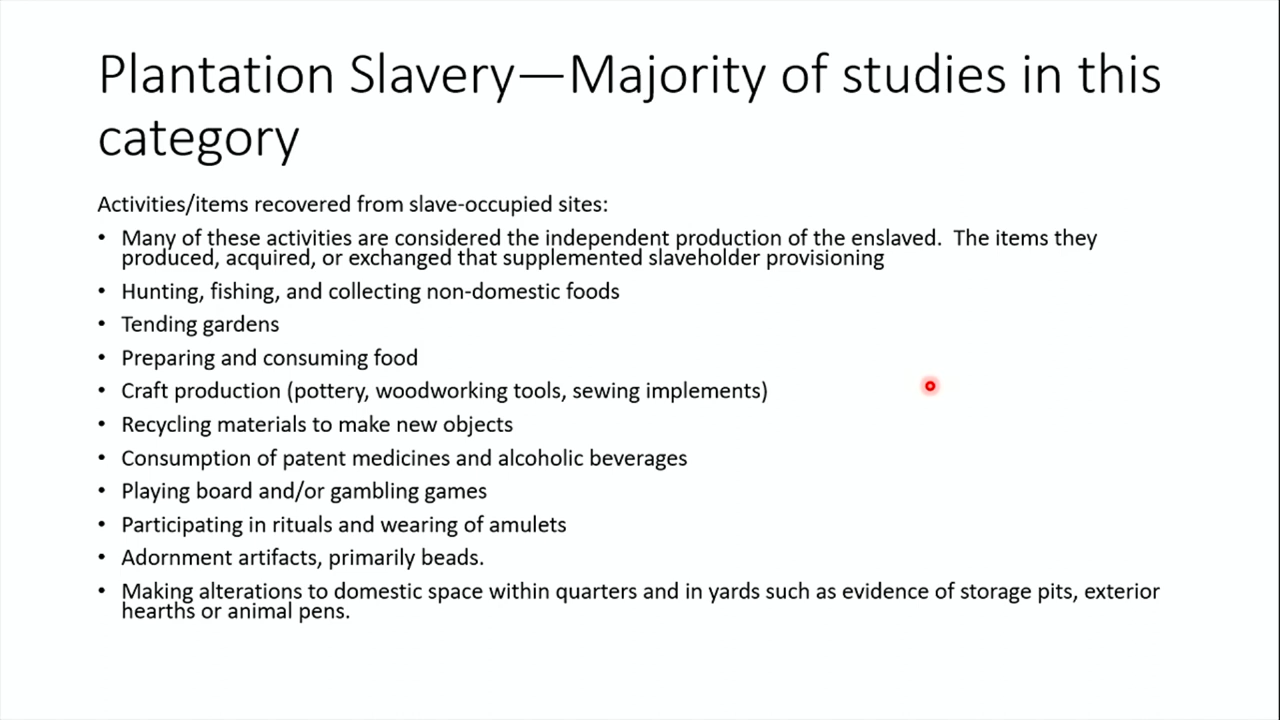 Plantation Slavery—Majority of studies in this
category
Activities/items recovered from slave-occupied sites:
• Many of these activities are considered the independent production of the enslaved.  The items they
produced, acquired, or exchanged that supplemented slaveholder provisioning
• Hunting, fishing, and collecting non-domestic foods
• Tending gardens
• Preparing and consuming food
• Craft production (pottery, woodworking tools, sewing implements)
• Recycling materials to make new objects
• Consumption of patent medicines and alcoholic beverages
• Playing board and/or gambling games
• Participating in rituals and wearing of amulets
• Adornment artifacts, primarily beads.
• Making alterations to domestic space within quarters and in yards such as evidence of storage pits, exterior
hearths or animal pens.